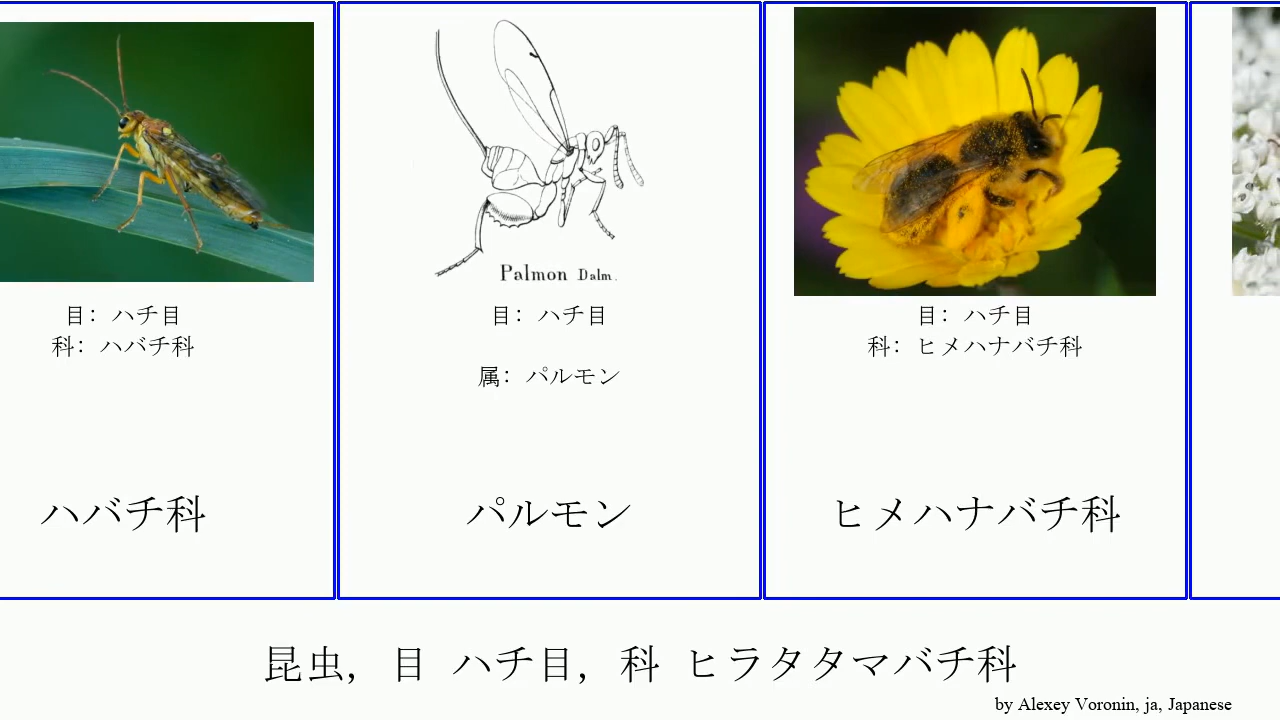 目: ハチ目
科: ハバチ科
ハバチ科
Palmon Dalm.
目: ハチ目
属: パルモン
パルモン
目: ハチ目
科: ヒメハナバチ科
ヒメハナバチ科
昆虫, 目 ハチ目, 科 ヒラタタマバチ科
by Alexey Voronin, ja, Japanese